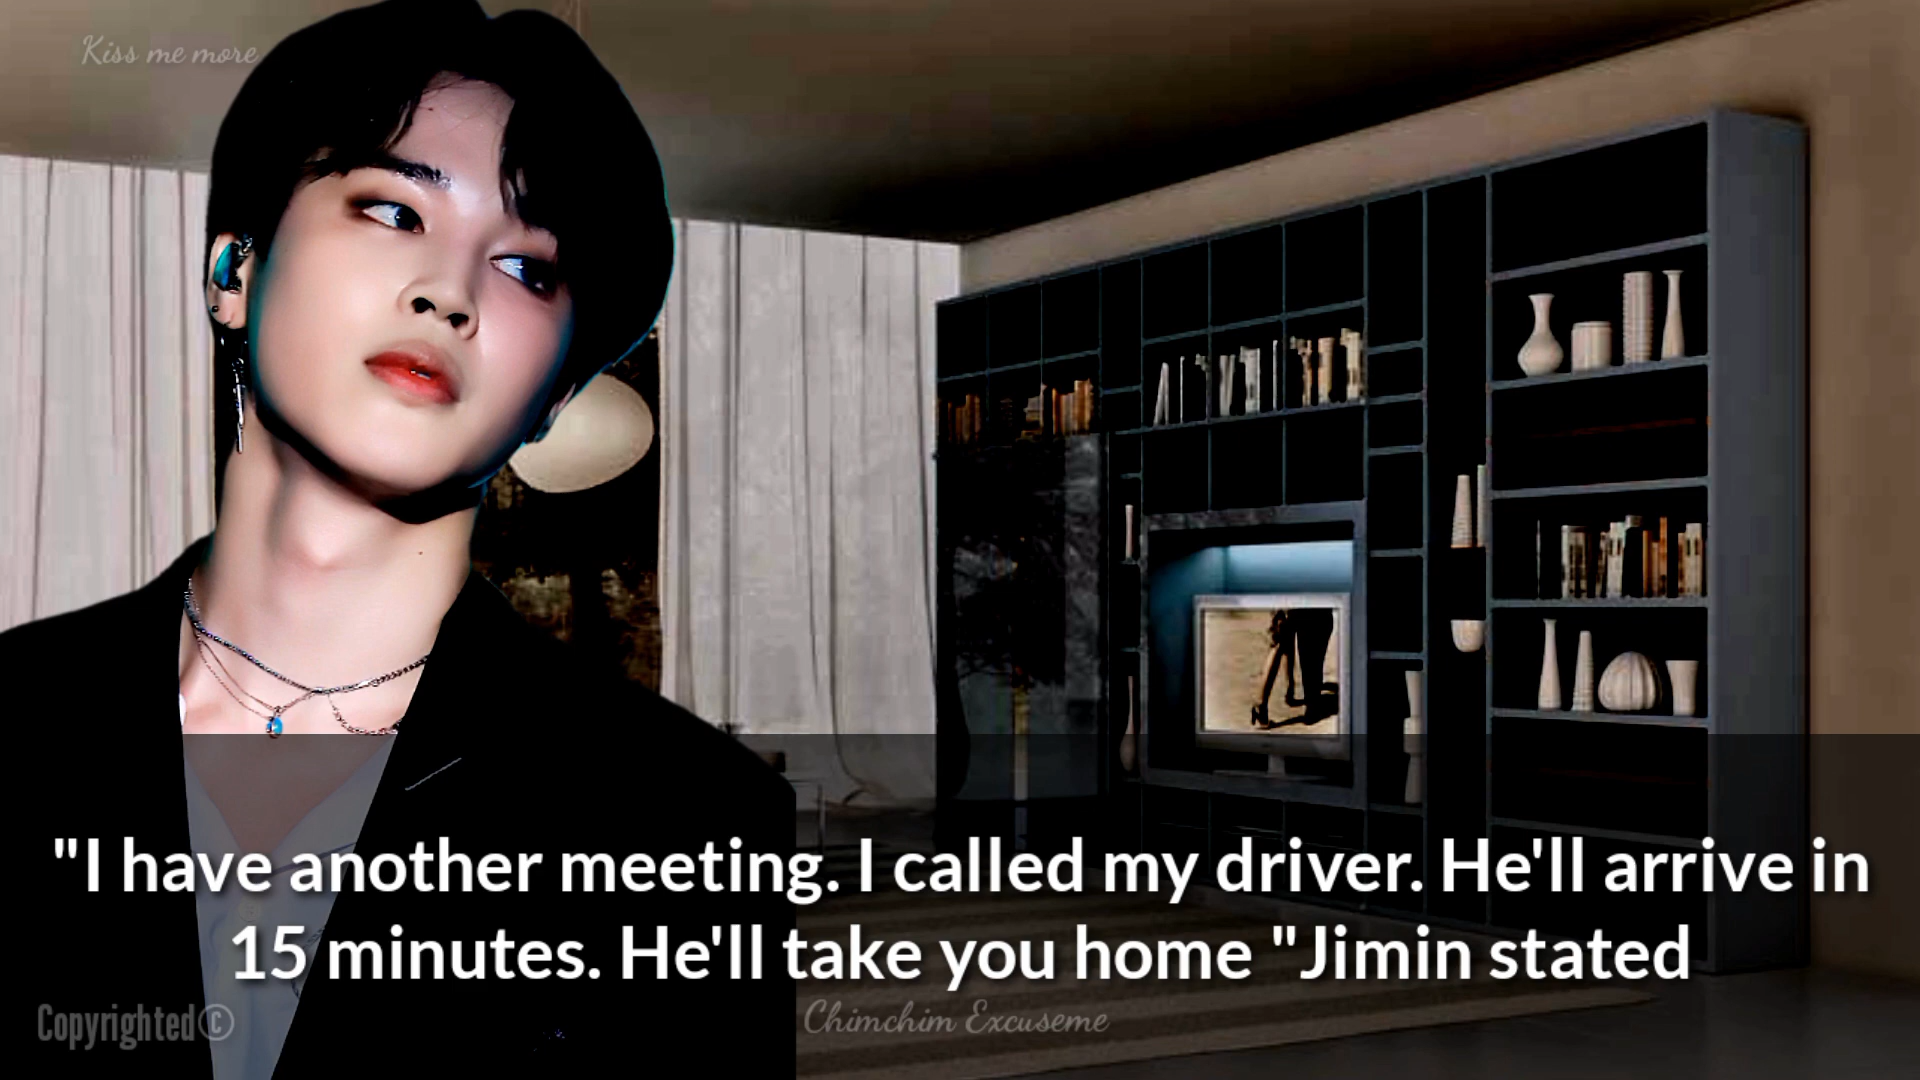 Kiss me more
"I have another meeting. I called my driver. He'll arrive in
15 minutes. He'll take you home "Jimin stated
Copyrighted©
Chimchim Excuseme